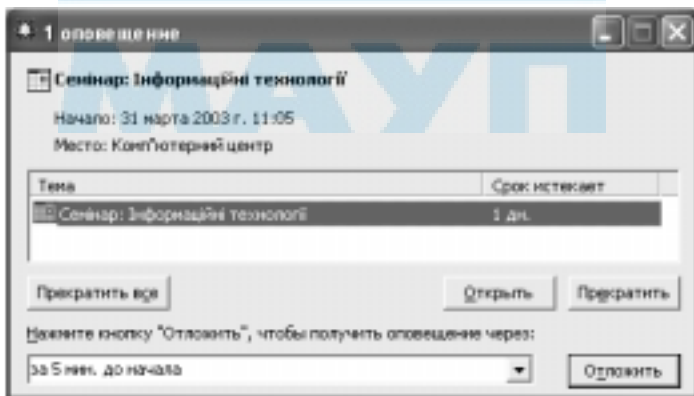 1 оповещение
МАУП
Семінар: Інформаційні технології
Начало: 31 марта 2003 г. 11:05
Место: Комп'ютерний центр
Тема Срок истекает
Семінар: Інформаційні технології 1 дн.
Прекратить все Открыть Прекратить
Нажмите кнопку "Отложить", чтобы получить оповещение через:
за 5 мин. до начала Отложить